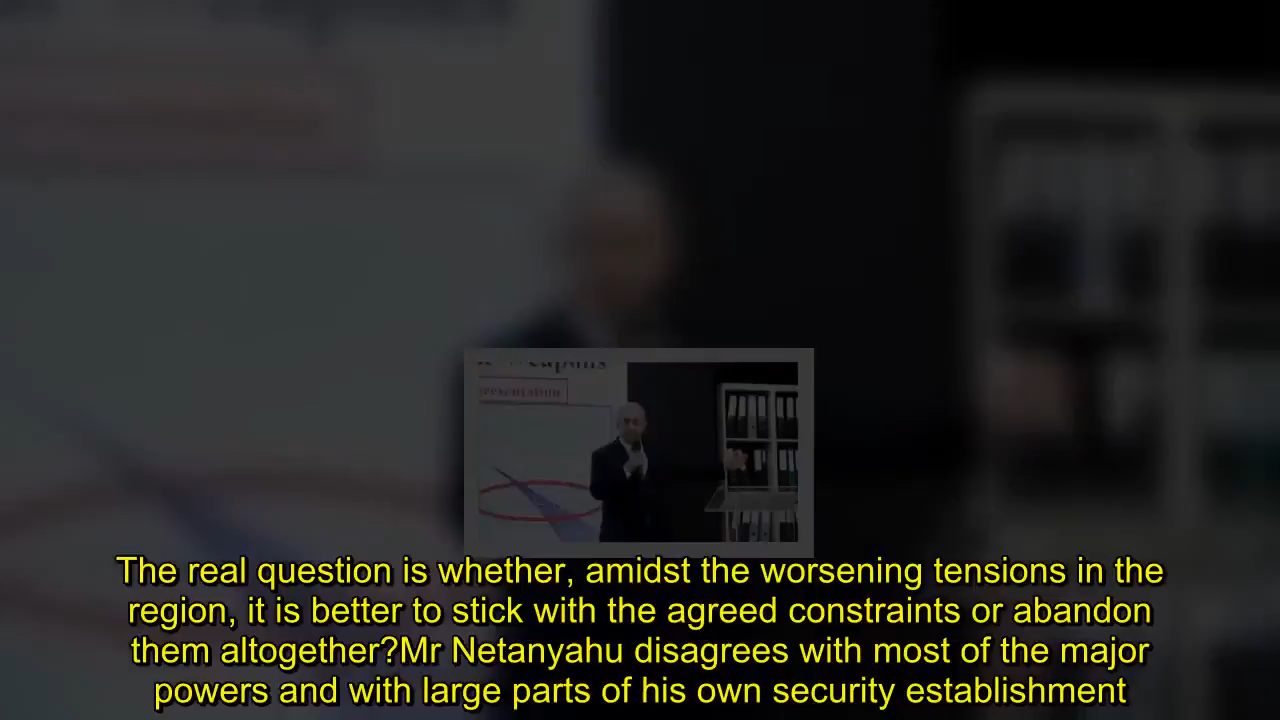 resentation
The real question is whether, amidst the worsening tensions in the
region, it is better to stick with the agreed constraints or abandon
them altogether?Mr Netanyahu disagrees with most of the major
powers and with large parts of his own security establishment